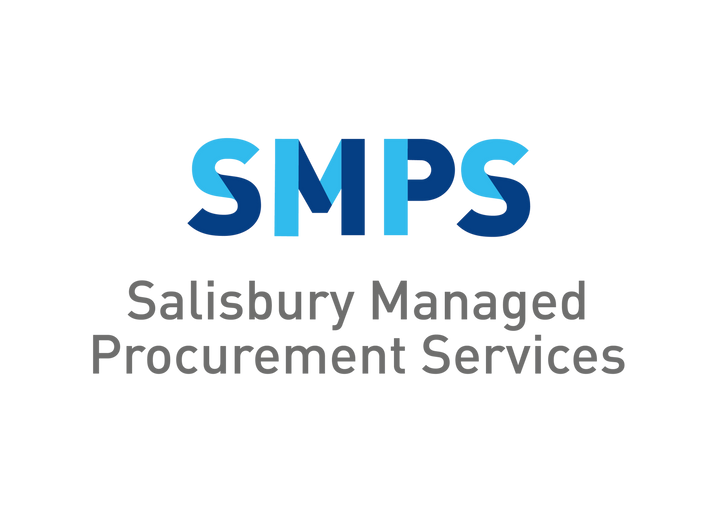 SMPS
Salisbury Managed
Procurement Services